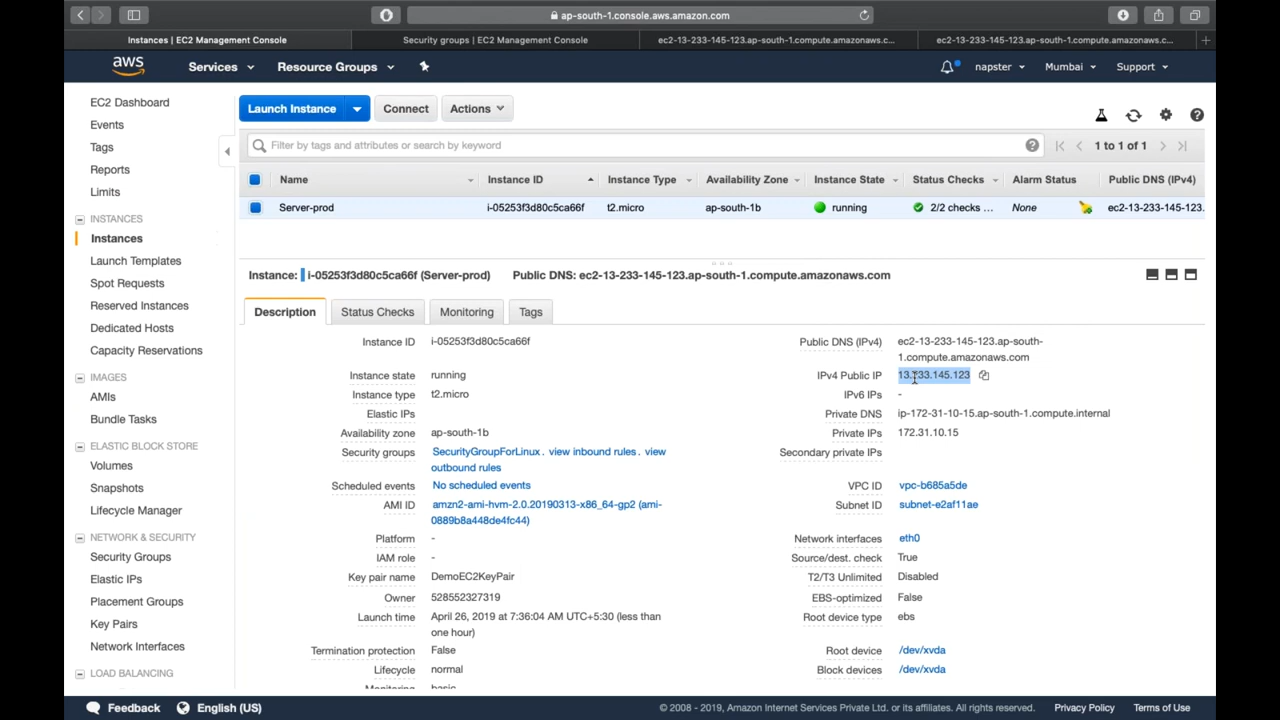 ap-south-1.console.aws.amazon.com
Instances | EC2 Management Console
Security groups | EC2 Management Console
ec2-13-233-145-123.ap-south-1.compute.amazonaws.c...
ec2-13-233-145-123.ap-south-1.compute.amazonaws.c...
aws
Services
Resource Groups
napster
Mumbai
Support
EC2 Dashboard
Events
Tags
Reports
Limits
INSTANCES
Instances
Launch Templates
Spot Requests
Reserved Instances
Dedicated Hosts
Capacity Reservations
IMAGES
AMIs
Bundle Tasks
ELASTIC BLOCK STORE
Volumes
Snapshots
Lifecycle Manager
NETWORK & SECURITY
Security Groups
Elastic IPs
Placement Groups
Key Pairs
Network Interfaces
LOAD BALANCING
Launch Instance
Connect
Actions
Filter by tags and attributes or search by keyword
1 to 1 of 1
Name Instance ID Instance Type Availability Zone Instance State Status Checks Alarm Status Public DNS (IPv4)
Server-prod i-05253f3d80c5ca66f t2.micro ap-south-1b running 2/2 checks ... None ec2-13-233-145-123.
Instance: i-05253f3d80c5ca66f (Server-prod) Public DNS: ec2-13-233-145-123.ap-south-1.compute.amazonaws.com
Description Status Checks Monitoring Tags
Instance ID i-05253f3d80c5ca66f
Instance state running
Instance type t2.micro
Elastic IPs
Availability zone ap-south-1b
Security groups SecurityGroupForLinux. view inbound rules. view
outbound rules
Scheduled events No scheduled events
AMI ID amzn2-ami-hvm-2.0.20190313-x86_64-gp2 (ami-
0889b8a448de4fc44)
Platform -
IAM role -
Key pair name DemoEC2KeyPair
Owner 528552327319
Launch time April 26, 2019 at 7:36:04 AM UTC+5:30 (less than
one hour)
Termination protection False
Lifecycle normal
Monitoring basic
Public DNS (IPv4) ec2-13-233-145-123.ap-south-
1.compute.amazonaws.com
IPv4 Public IP 13.233.145.123
IPv6 IPs -
Private DNS ip-172-31-10-15.ap-south-1.compute.internal
Private IPs 172.31.10.15
Secondary private IPs
VPC ID vpc-b685a5de
Subnet ID subnet-e2af11ae
Network interfaces eth0
Source/dest. check True
T2/T3 Unlimited Disabled
EBS-optimized False
Root device type ebs
Root device /dev/xvda
Block devices /dev/xvda
Feedback
English (US)
© 2008 - 2019, Amazon Internet Services Private Ltd. or its affiliates. All rights reserved.
Privacy Policy
Terms of Use